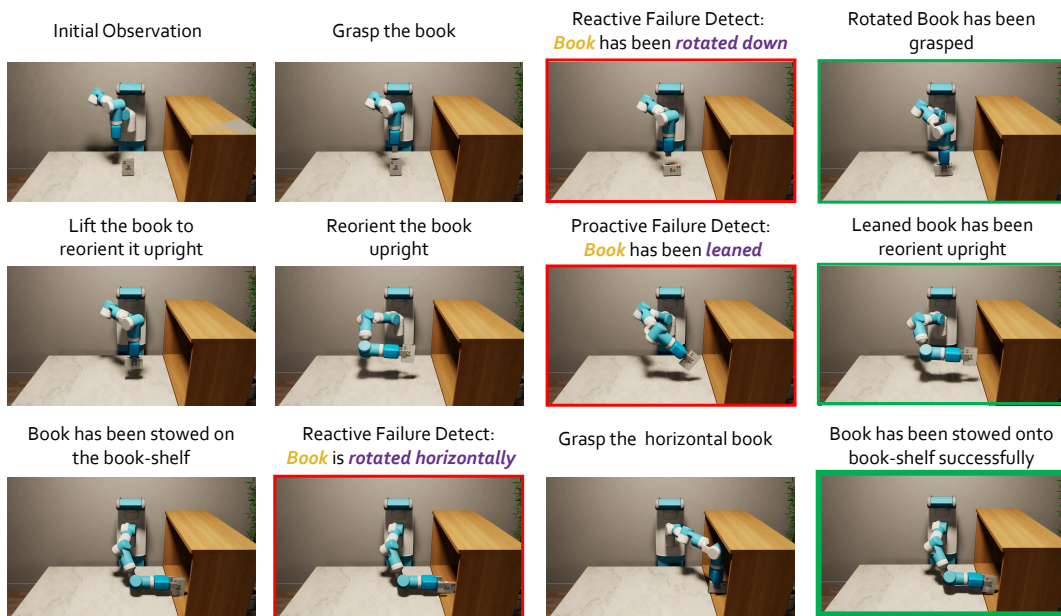 Initial Observation
Grasp the book
Reactive Failure Detect:
Book has been rotated down
Rotated Book has been
grasped
Lift the book to
reorient it upright
Reorient the book
upright
Proactive Failure Detect:
Book has been leaned
Leaned book has been
reorient upright
Book has been stowed on
the book-shelf
Reactive Failure Detect:
Book is rotated horizontally
Grasp the horizontal book
Book has been stowed onto
book-shelf successfully